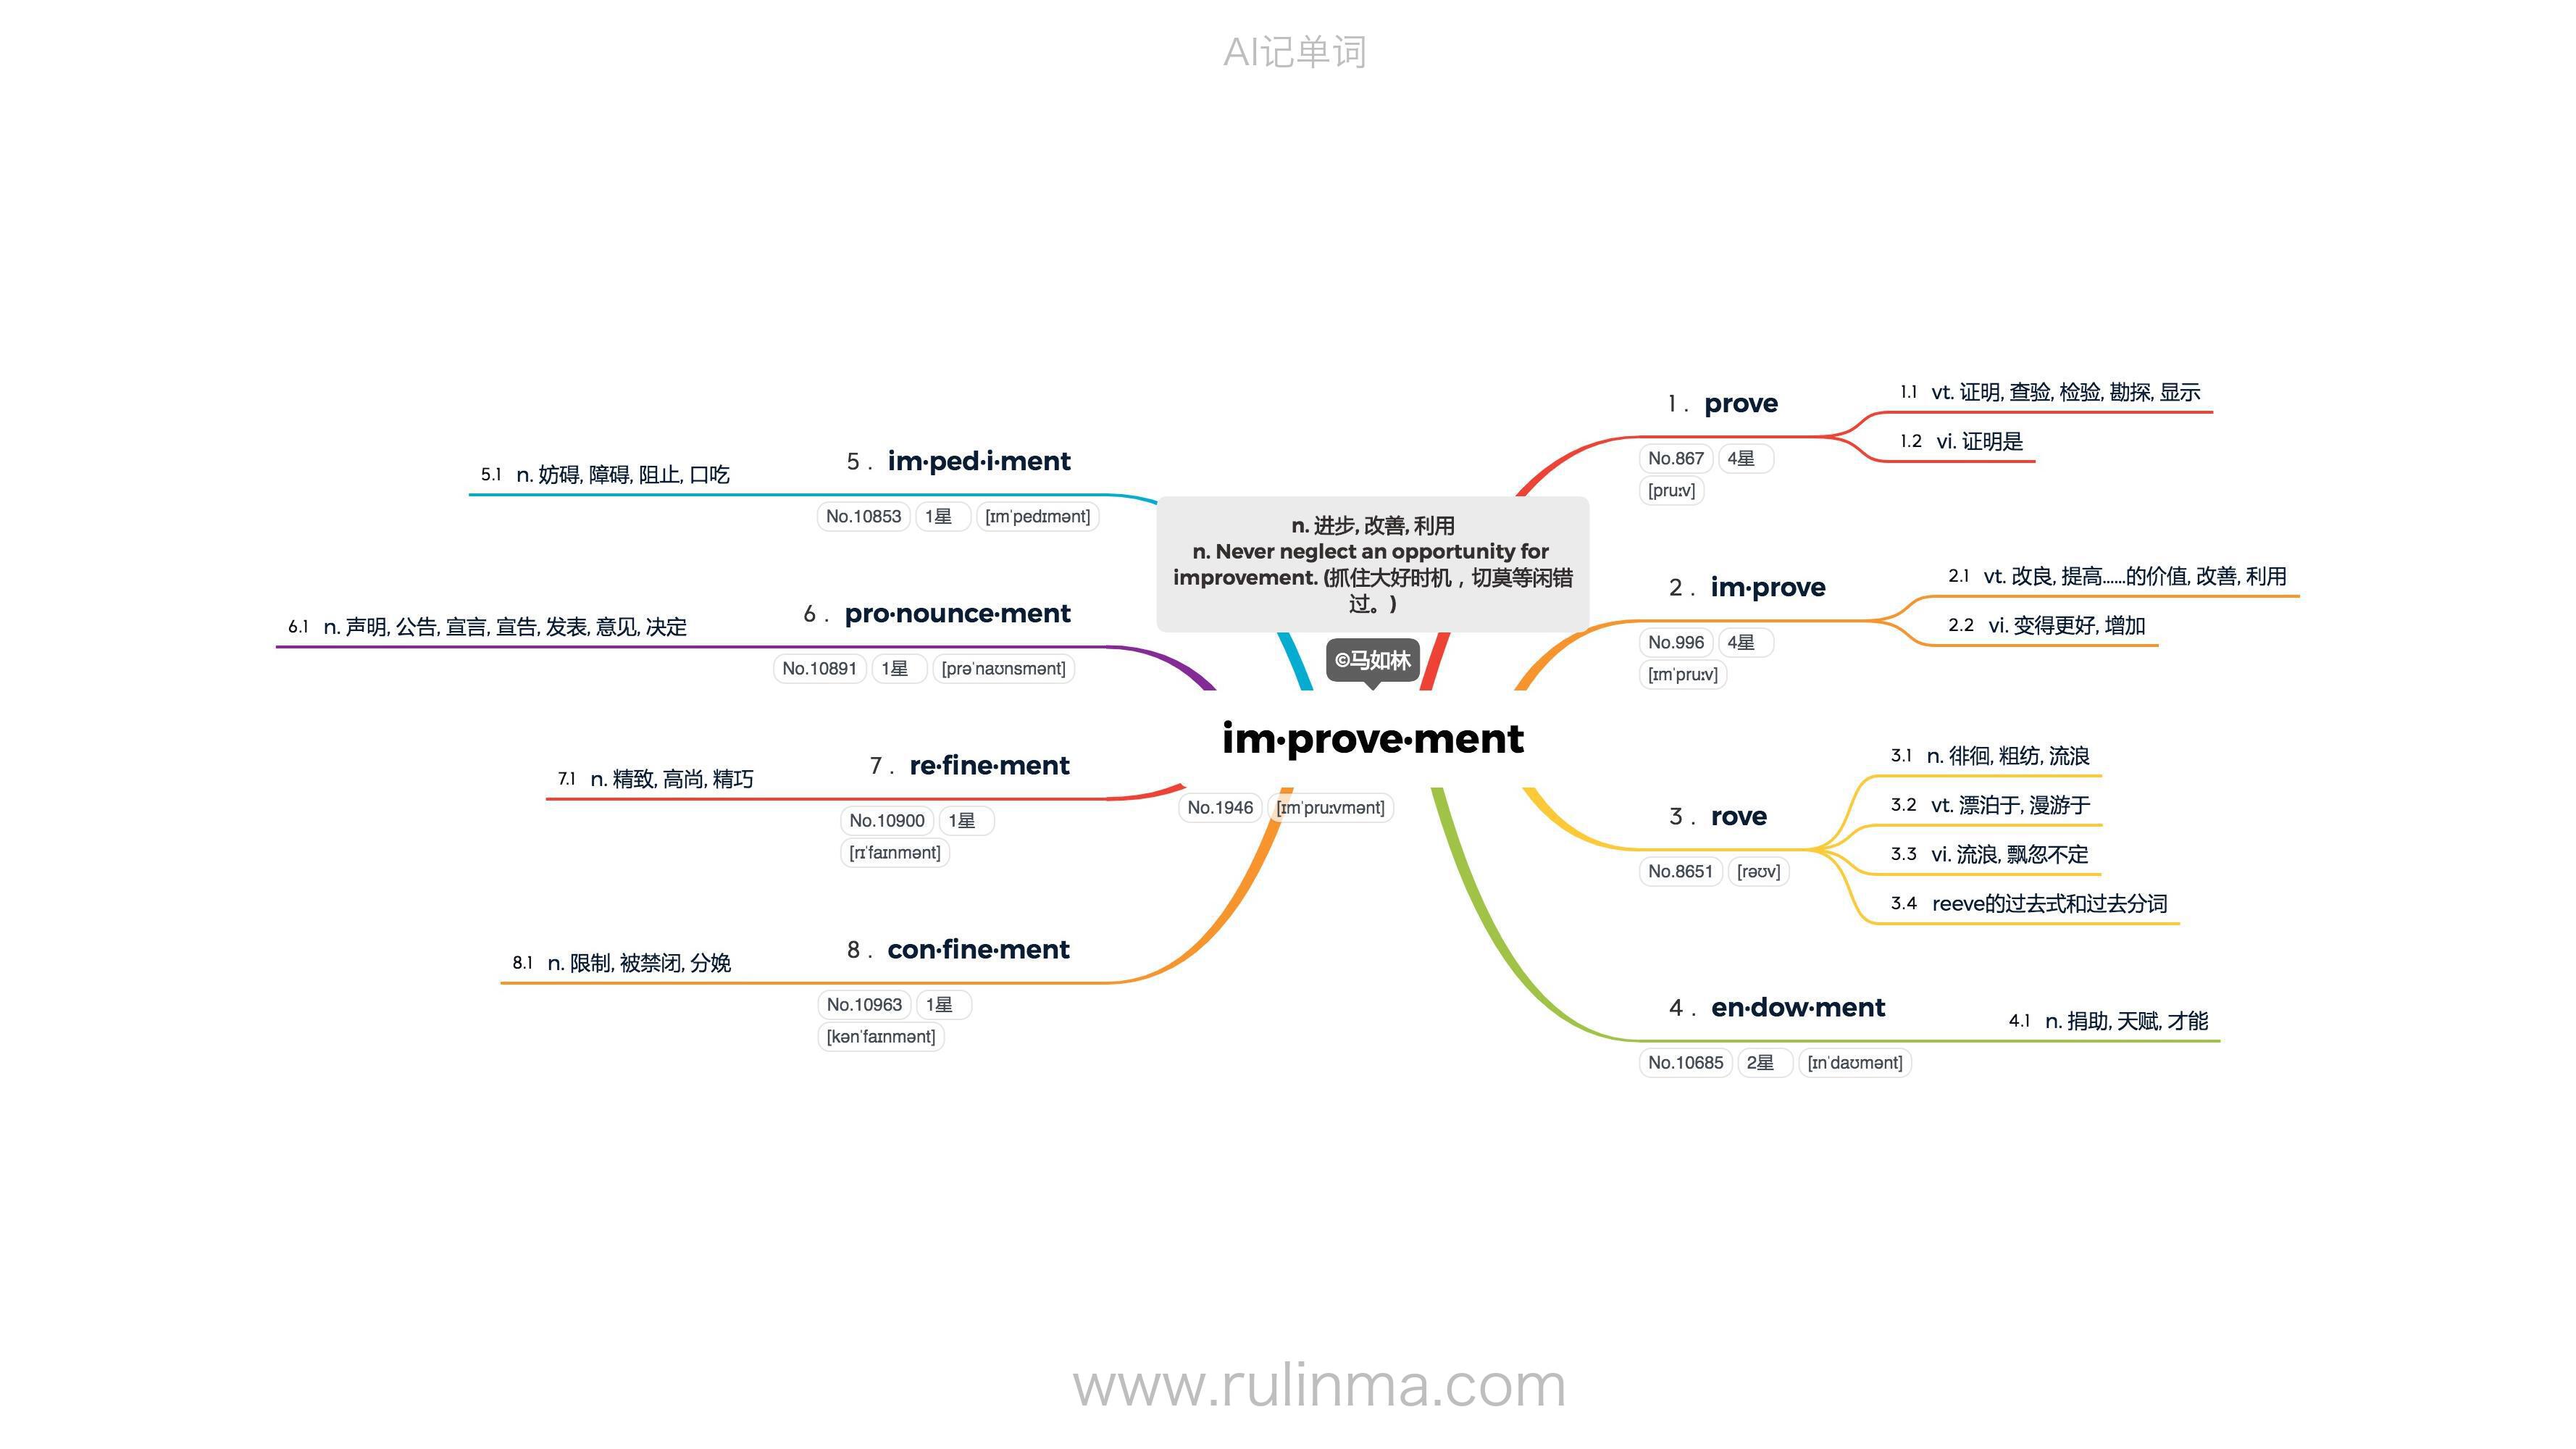 AI记单词
n. 进步, 改善, 利用
n. Never neglect an opportunity for
improvement. (抓住大好时机，切莫等闲错
过。)
©马如林
im·prove·ment
No.1946 [ɪmˈpruːvmənt]
1 . prove
No.867 4星
[pruːv]
1.1 vt. 证明, 查验, 检验, 勘探, 显示
1.2 vi. 证明是
2 . im·prove
No.996 4星
[ɪmˈpruːv]
2.1 vt. 改良, 提高......的价值, 改善, 利用
2.2 vi. 变得更好, 增加
3 . rove
No.8651 [rəʊv]
3.1 n. 徘徊, 粗纺, 流浪
3.2 vt. 漂泊于, 漫游于
3.3 vi. 流浪, 飘忽不定
3.4 reeve的过去式和过去分词
4 . en·dow·ment
No.10685 2星 [ɪnˈdaʊmənt]
4.1 n. 捐助, 天赋, 才能
5 . im·ped·i·ment
No.10853 1星 [ɪmˈpedɪmənt]
5.1 n. 妨碍, 障碍, 阻止, 口吃
6 . pro·nounce·ment
No.10891 1星 [prəˈnaʊnsmənt]
6.1 n. 声明, 公告, 宣言, 宣告, 发表, 意见, 决定
7 . re·fine·ment
No.10900 1星
[rɪˈfaɪnmənt]
7.1 n. 精致, 高尚, 精巧
8 . con·fine·ment
No.10963 1星
[kənˈfaɪnmənt]
8.1 n. 限制, 被禁闭, 分娩
www.rulinma.com